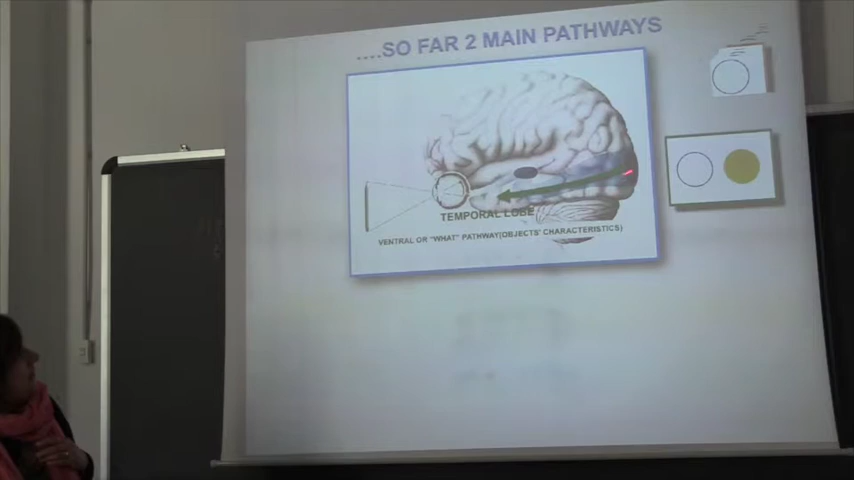 ....SO FAR 2 MAIN PATHWAYS
TEMPORAL LOBE
VENTRAL OR "WHAT" PATHWAY(OBJECTS' CHARACTERISTICS)